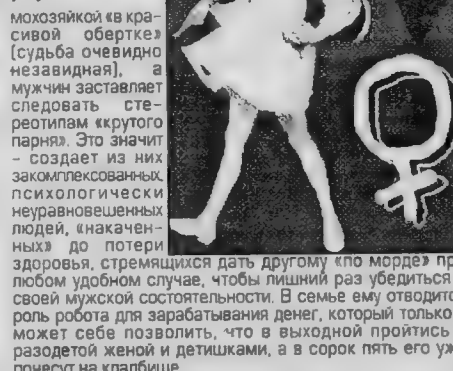 мохозяйкой «в кра-
сивой обертке»
(судьба очевидно
незавидная), а
мужчин заставляет
следовать сте-
реотипам «крутого
парня». Это значит
- создает из них
закомплексованных,
психологически
неуравновешенных
людей, «накачен-
ных» до потери
здоровья, стремящихся дать другому «по морде» пр
любом удобном случае, чтобы лишний раз убедиться
своей мужской состоятельности. В семье ему отводитс
роль робота для зарабатывания денег, который только
может себе позволить, что в выходной пройтись
разодетой женой и детишками, а в сорок пять его уж
понесут на кладбище